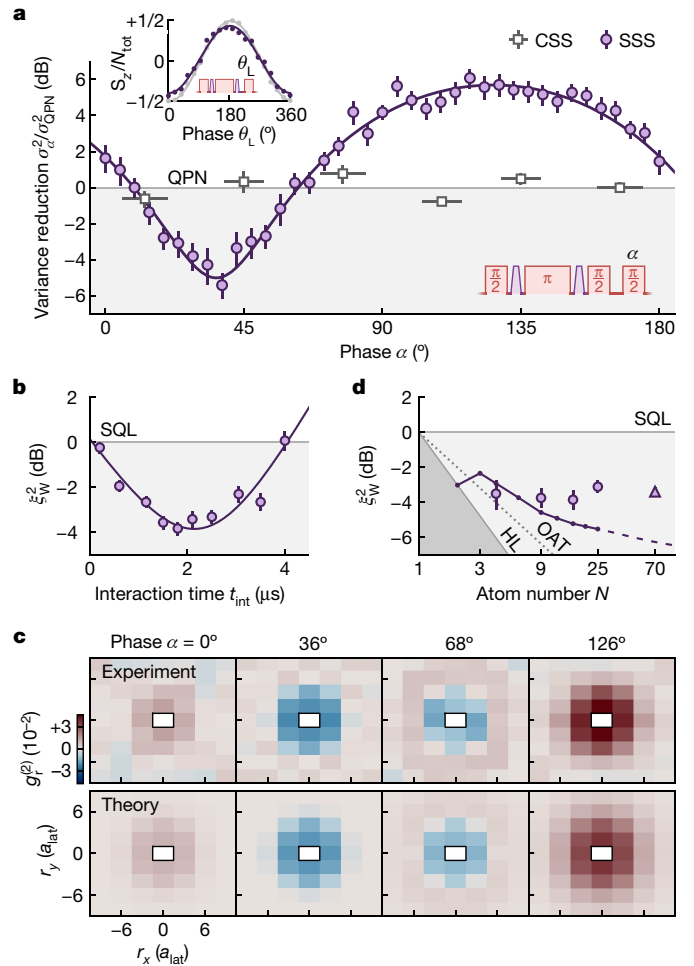 a
CSS SSS
+1/2
0
−1/2
S_z/N_tot
θ_L
0 180 360
Phase θ_L (°)
Variance reduction σ²_α/σ²_QPN (dB)
6
4
2
0
−2
−4
−6
QPN
α
π/2 π π/2 π/2
0 45 90 135 180
Phase α (°)
b
2
0
−2
−4
ξ²_W (dB)
SQL
0 2 4
Interaction time t_int (μs)
d
2
0
−2
−4
−6
ξ²_W (dB)
SQL
HL
OAT
1 3 9 25 70
Atom number N
c
Phase α = 0° 36° 68° 126°
Experiment
+3
0
−3
g_r^(2) (10⁻²)
Theory
6
0
−6
r_y (a_lat)
−6 0 6
r_x (a_lat)